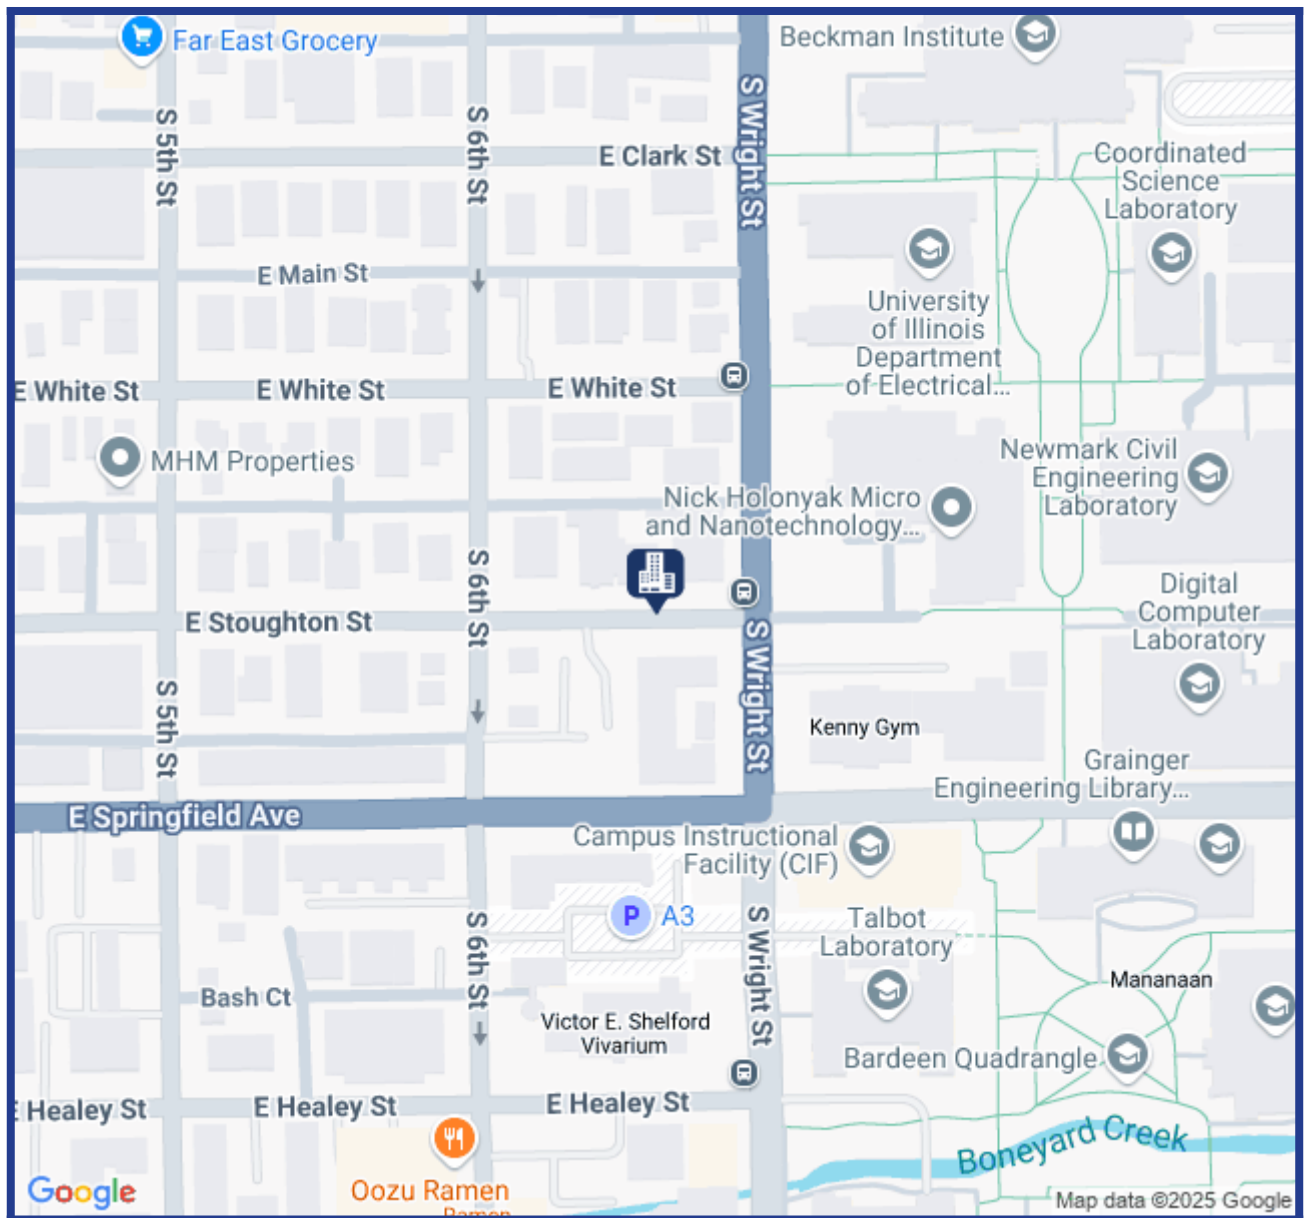 Far East Grocery
Beckman Institute
S 5th St
S 6th St
S Wright St
E Clark St
Coordinated
Science
Laboratory
E Main St
University
of Illinois
Department
of Electrical...
E White St
E White St
E White St
MHM Properties
Newmark Civil
Engineering
Laboratory
Nick Holonyak Micro
and Nanotechnology...
S 6th St
Digital
Computer
Laboratory
E Stoughton St
S Wright St
S 5th St
Kenny Gym
Grainger
Engineering Library...
E Springfield Ave
Campus Instructional
Facility (CIF)
P A3
S 6th St
S Wright St
Talbot
Laboratory
Mananaan
Bash Ct
Victor E. Shelford
Vivarium
Bardeen Quadrangle
E Healey St
E Healey St
E Healey St
Boneyard Creek
Oozu Ramen
Ramen
Google
Map data ©2025 Google